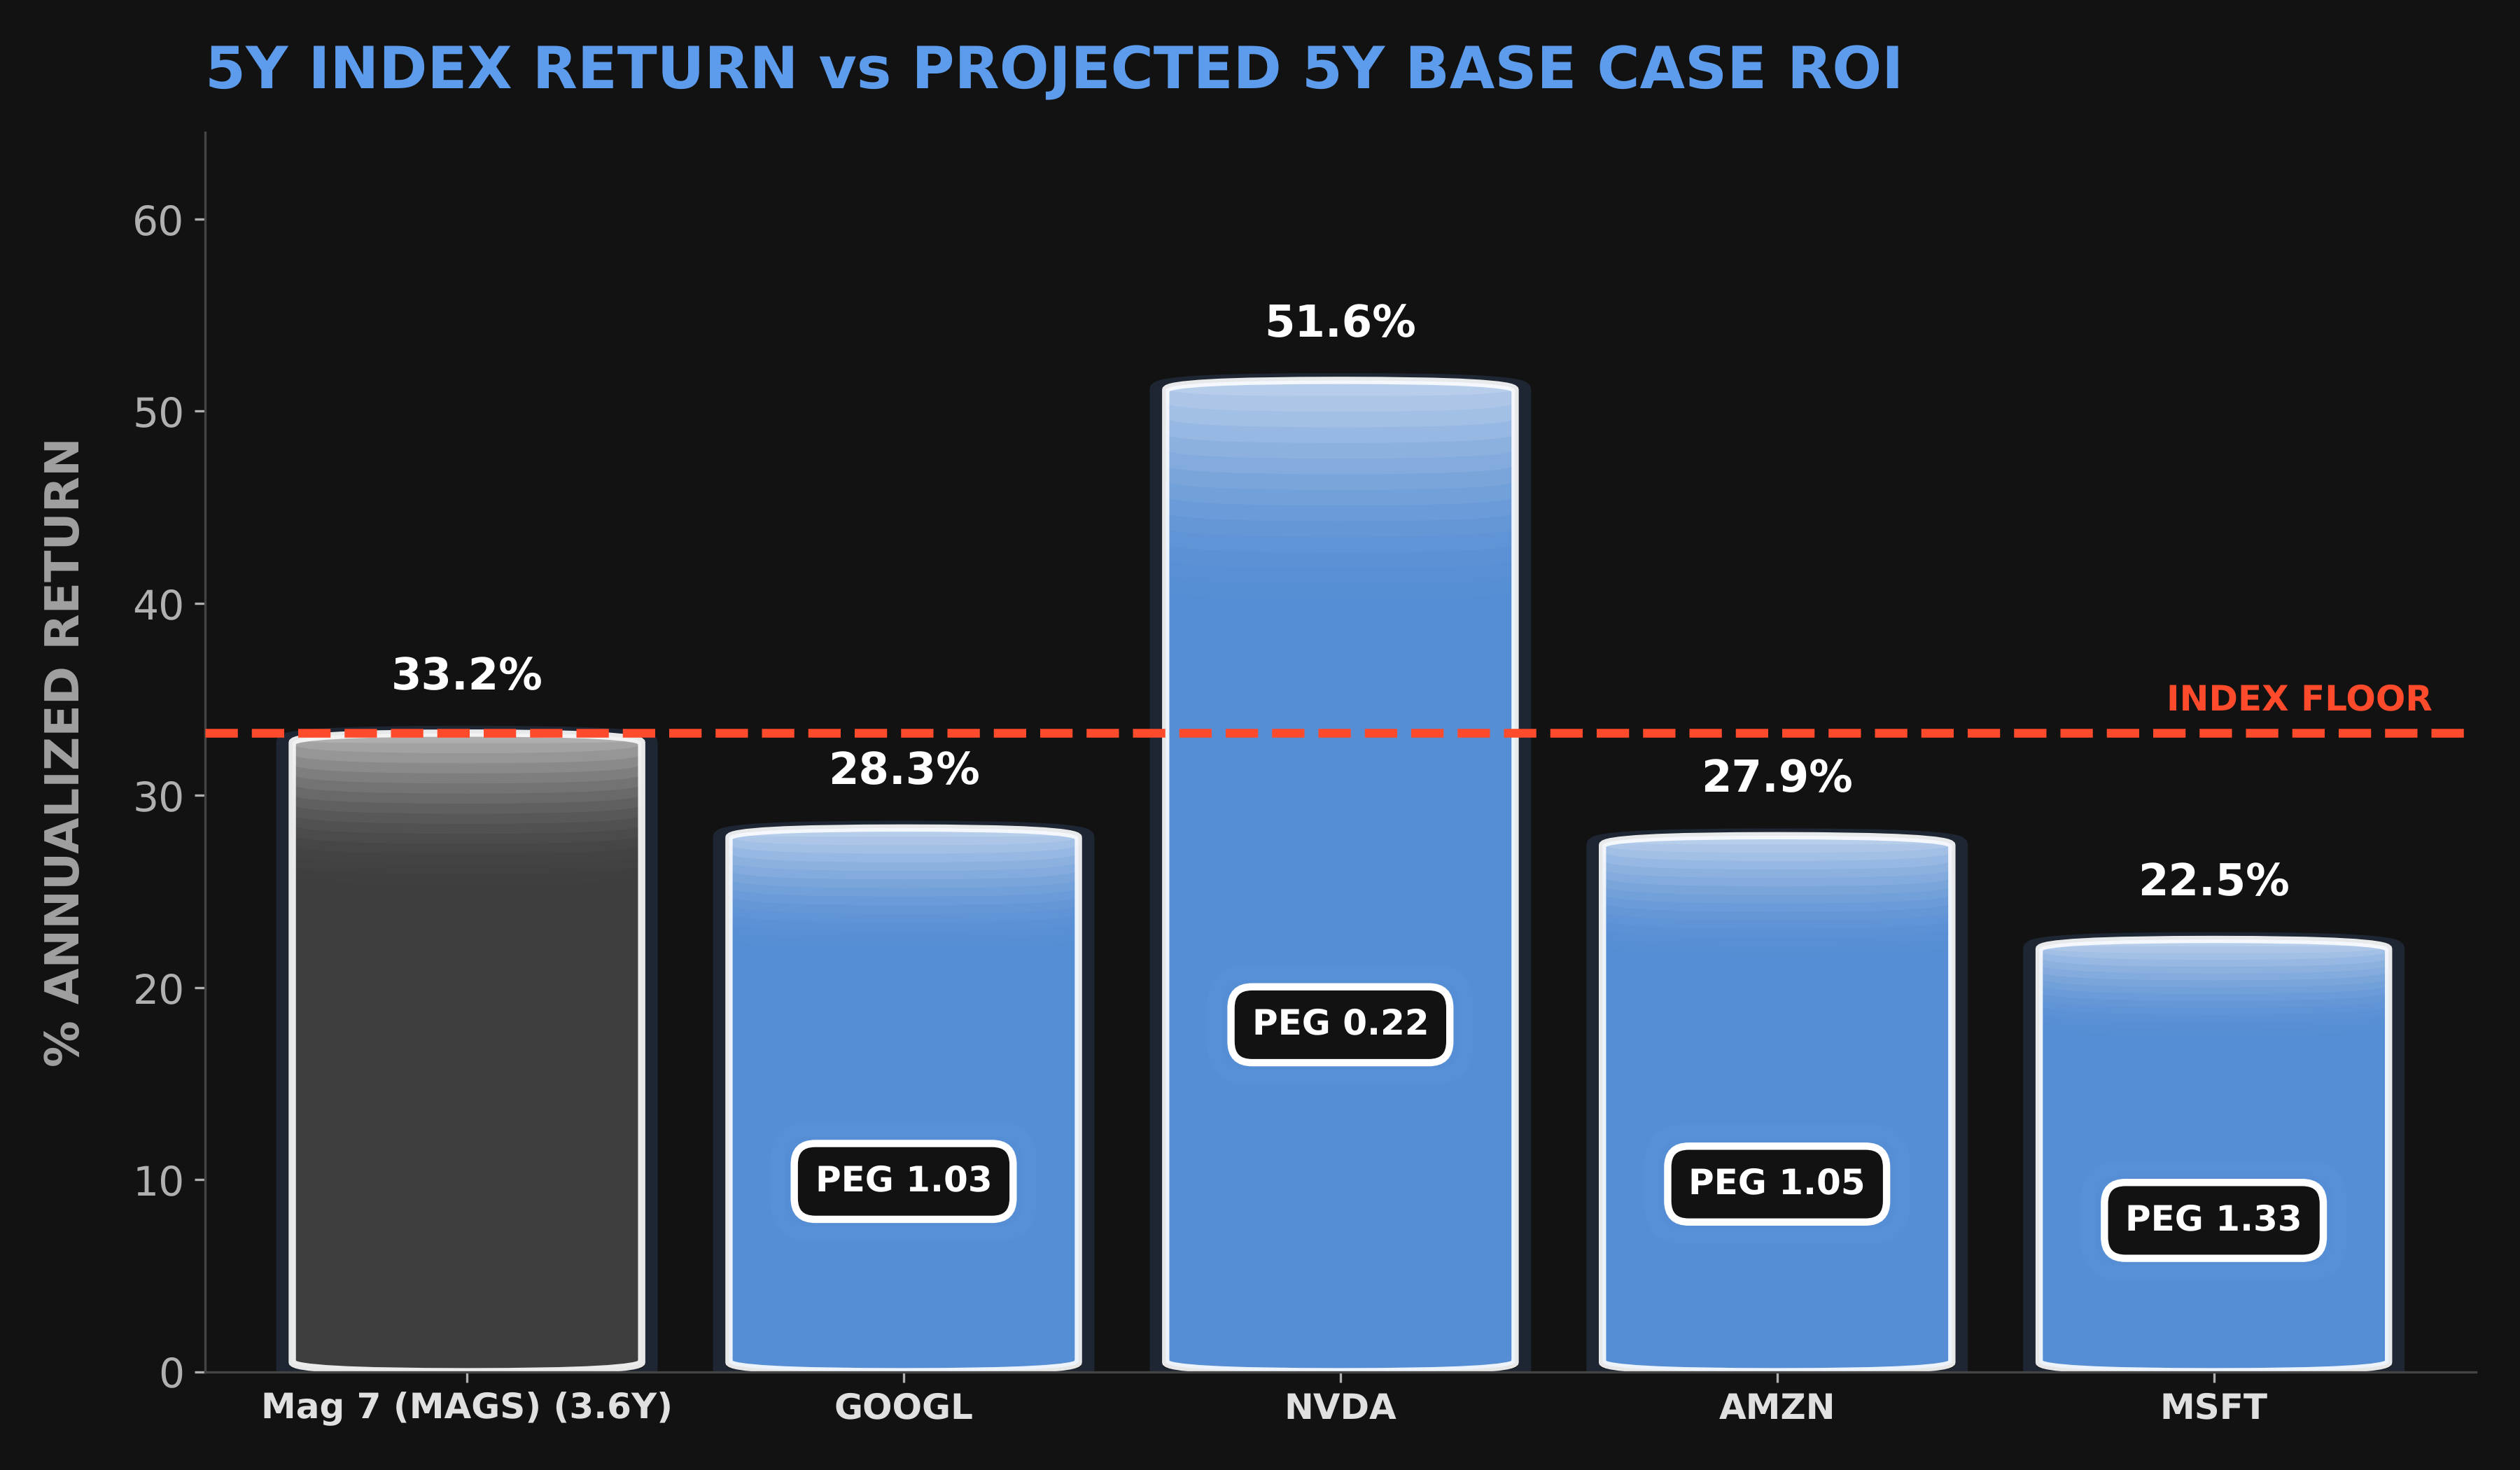 5Y INDEX RETURN vs PROJECTED 5Y BASE CASE ROI
% ANNUALIZED RETURN
60
50
40
30
20
10
0
33.2%
28.3%
51.6%
27.9%
22.5%
INDEX FLOOR
PEG 1.03
PEG 0.22
PEG 1.05
PEG 1.33
Mag 7 (MAGS) (3.6Y)
GOOGL
NVDA
AMZN
MSFT